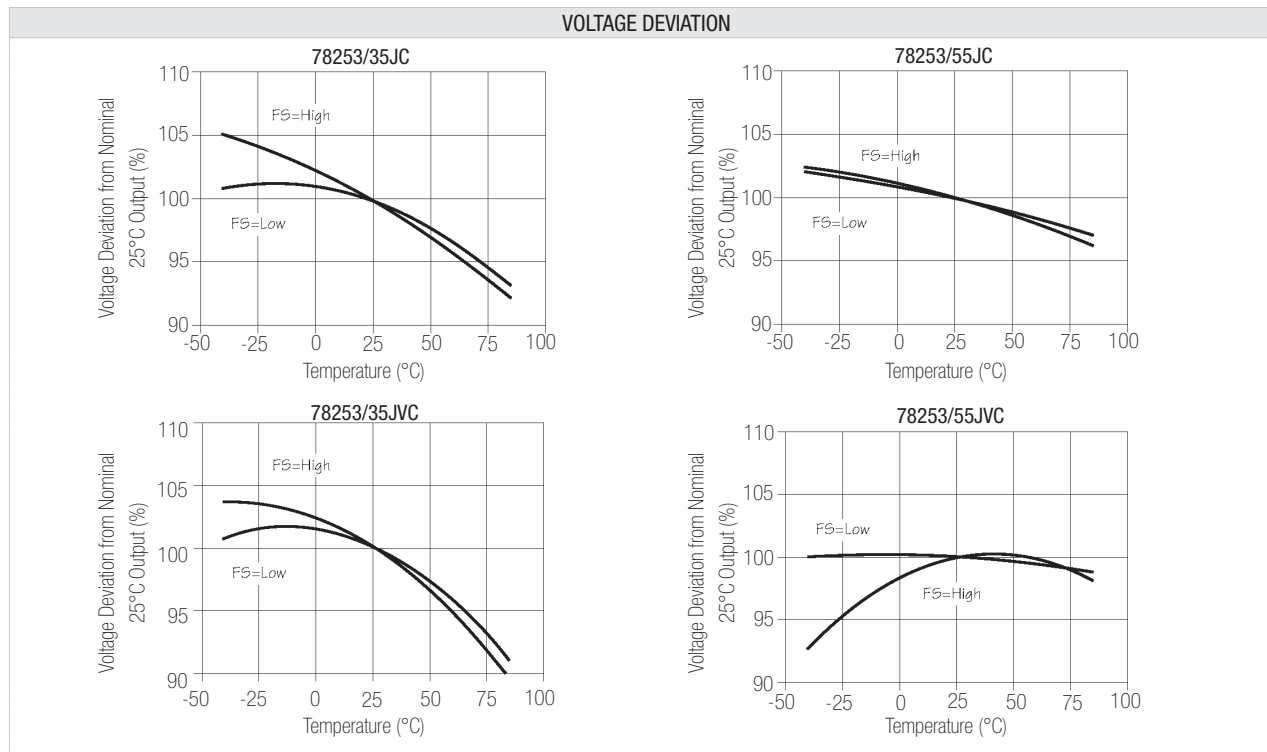 VOLTAGE DEVIATION
78253/35JC
Voltage Deviation from Nominal
25°C Output (%)
110
105
100
95
90
FS=High
FS=Low
-50 -25 0 25 50 75 100
Temperature (°C)
78253/55JC
Voltage Deviation from Nominal
25°C Output (%)
110
105
100
95
90
FS=High
FS=Low
-50 -25 0 25 50 75 100
Temperature (°C)
78253/35JVC
Voltage Deviation from Nominal
25°C Output (%)
110
105
100
95
90
FS=High
FS=Low
-50 -25 0 25 50 75 100
Temperature (°C)
78253/55JVC
Voltage Deviation from Nominal
25°C Output (%)
110
105
100
95
90
FS=Low
FS=High
-50 -25 0 25 50 75 100
Temperature (°C)